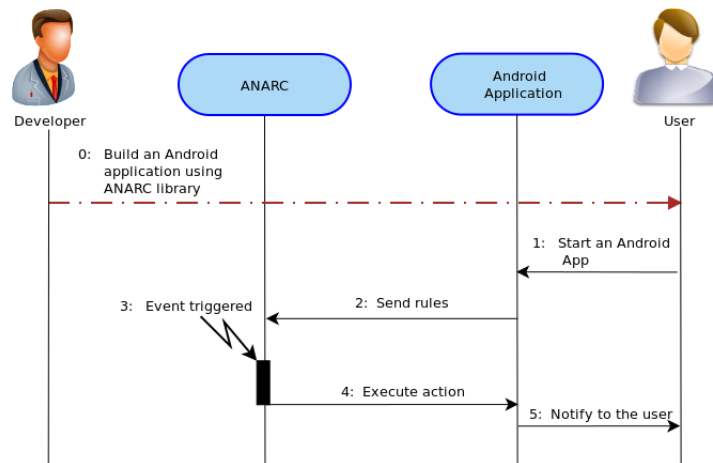 ANARC
Android
Application
Developer
User
0: Build an Android
application using
ANARC library
1: Start an Android
App
2: Send rules
3: Event triggered
4: Execute action
5: Notify to the user